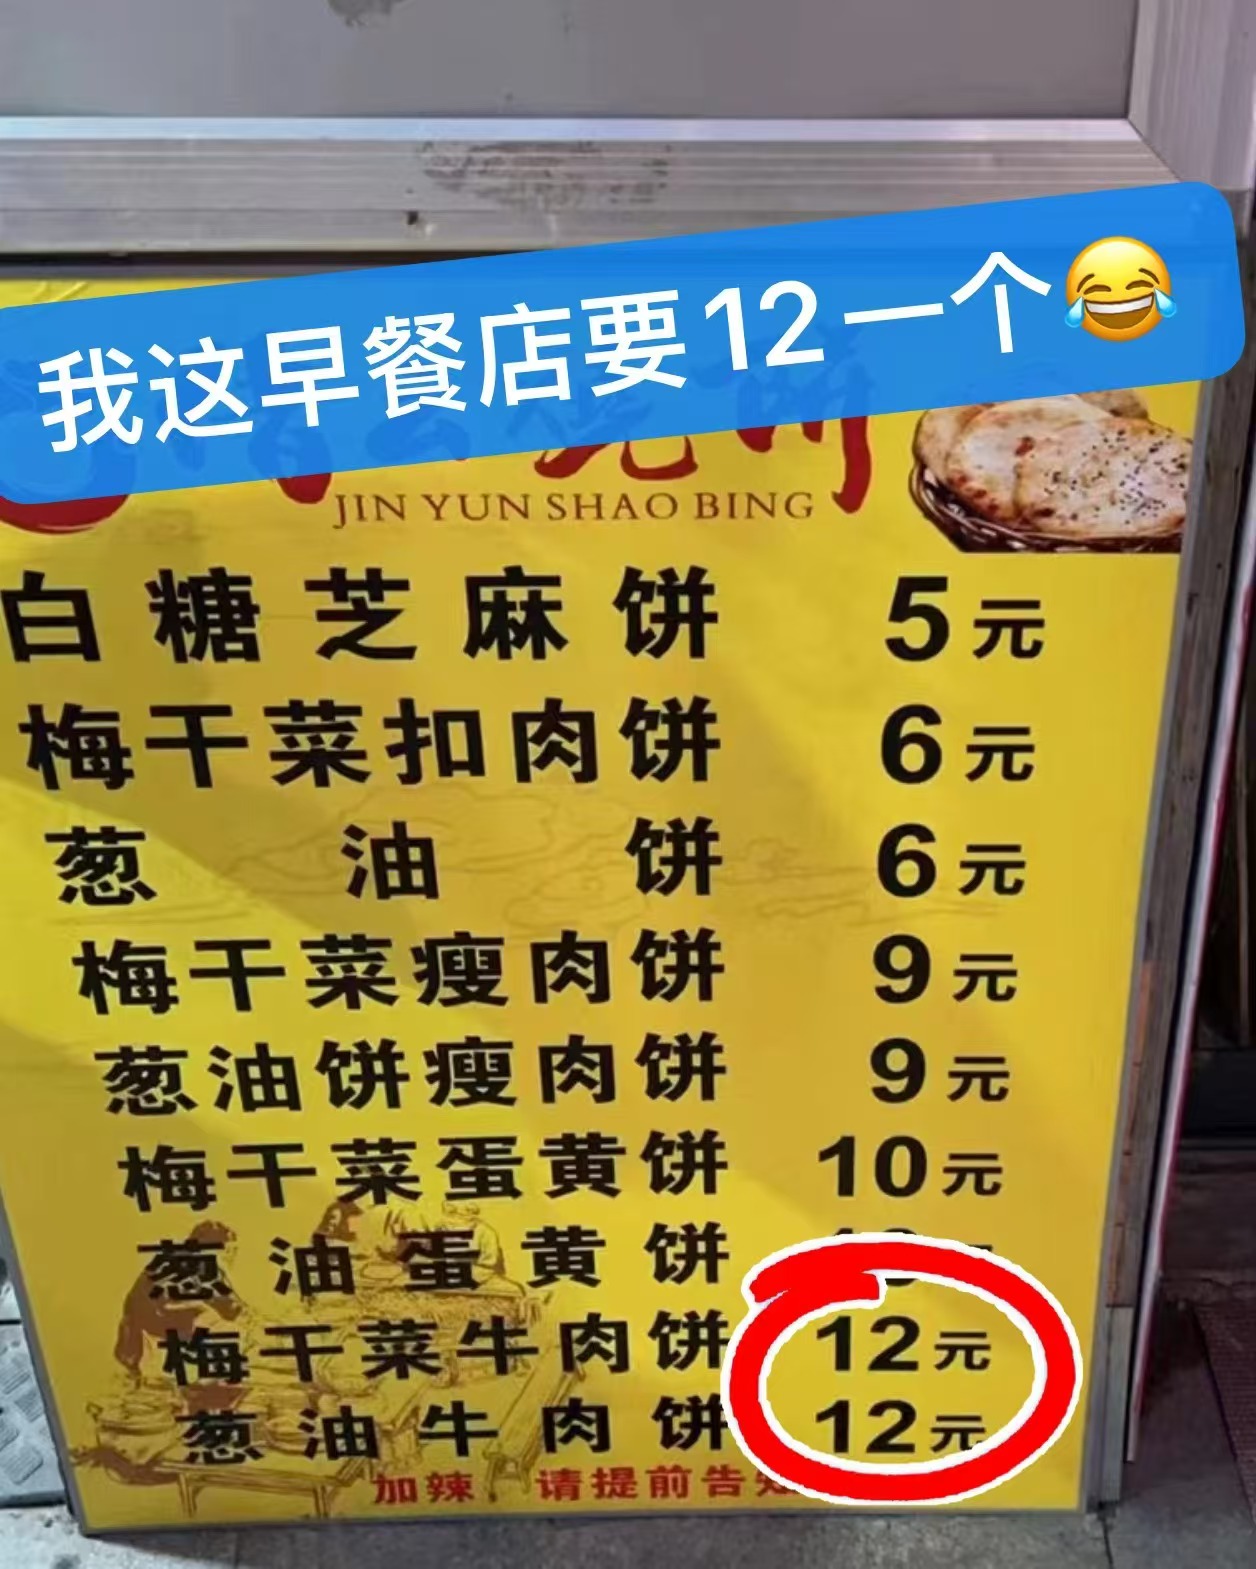 我这早餐店要12一个😂
JIN YUN SHAO BING
白糖芝麻饼 5元
梅干菜扣肉饼 6元
葱油饼 6元
梅干菜瘦肉饼 9元
葱油饼瘦肉饼 9元
梅干菜蛋黄饼 10元
葱油蛋黄饼
梅干菜牛肉饼 12元
葱油牛肉饼 12元
加辣 请提前告知